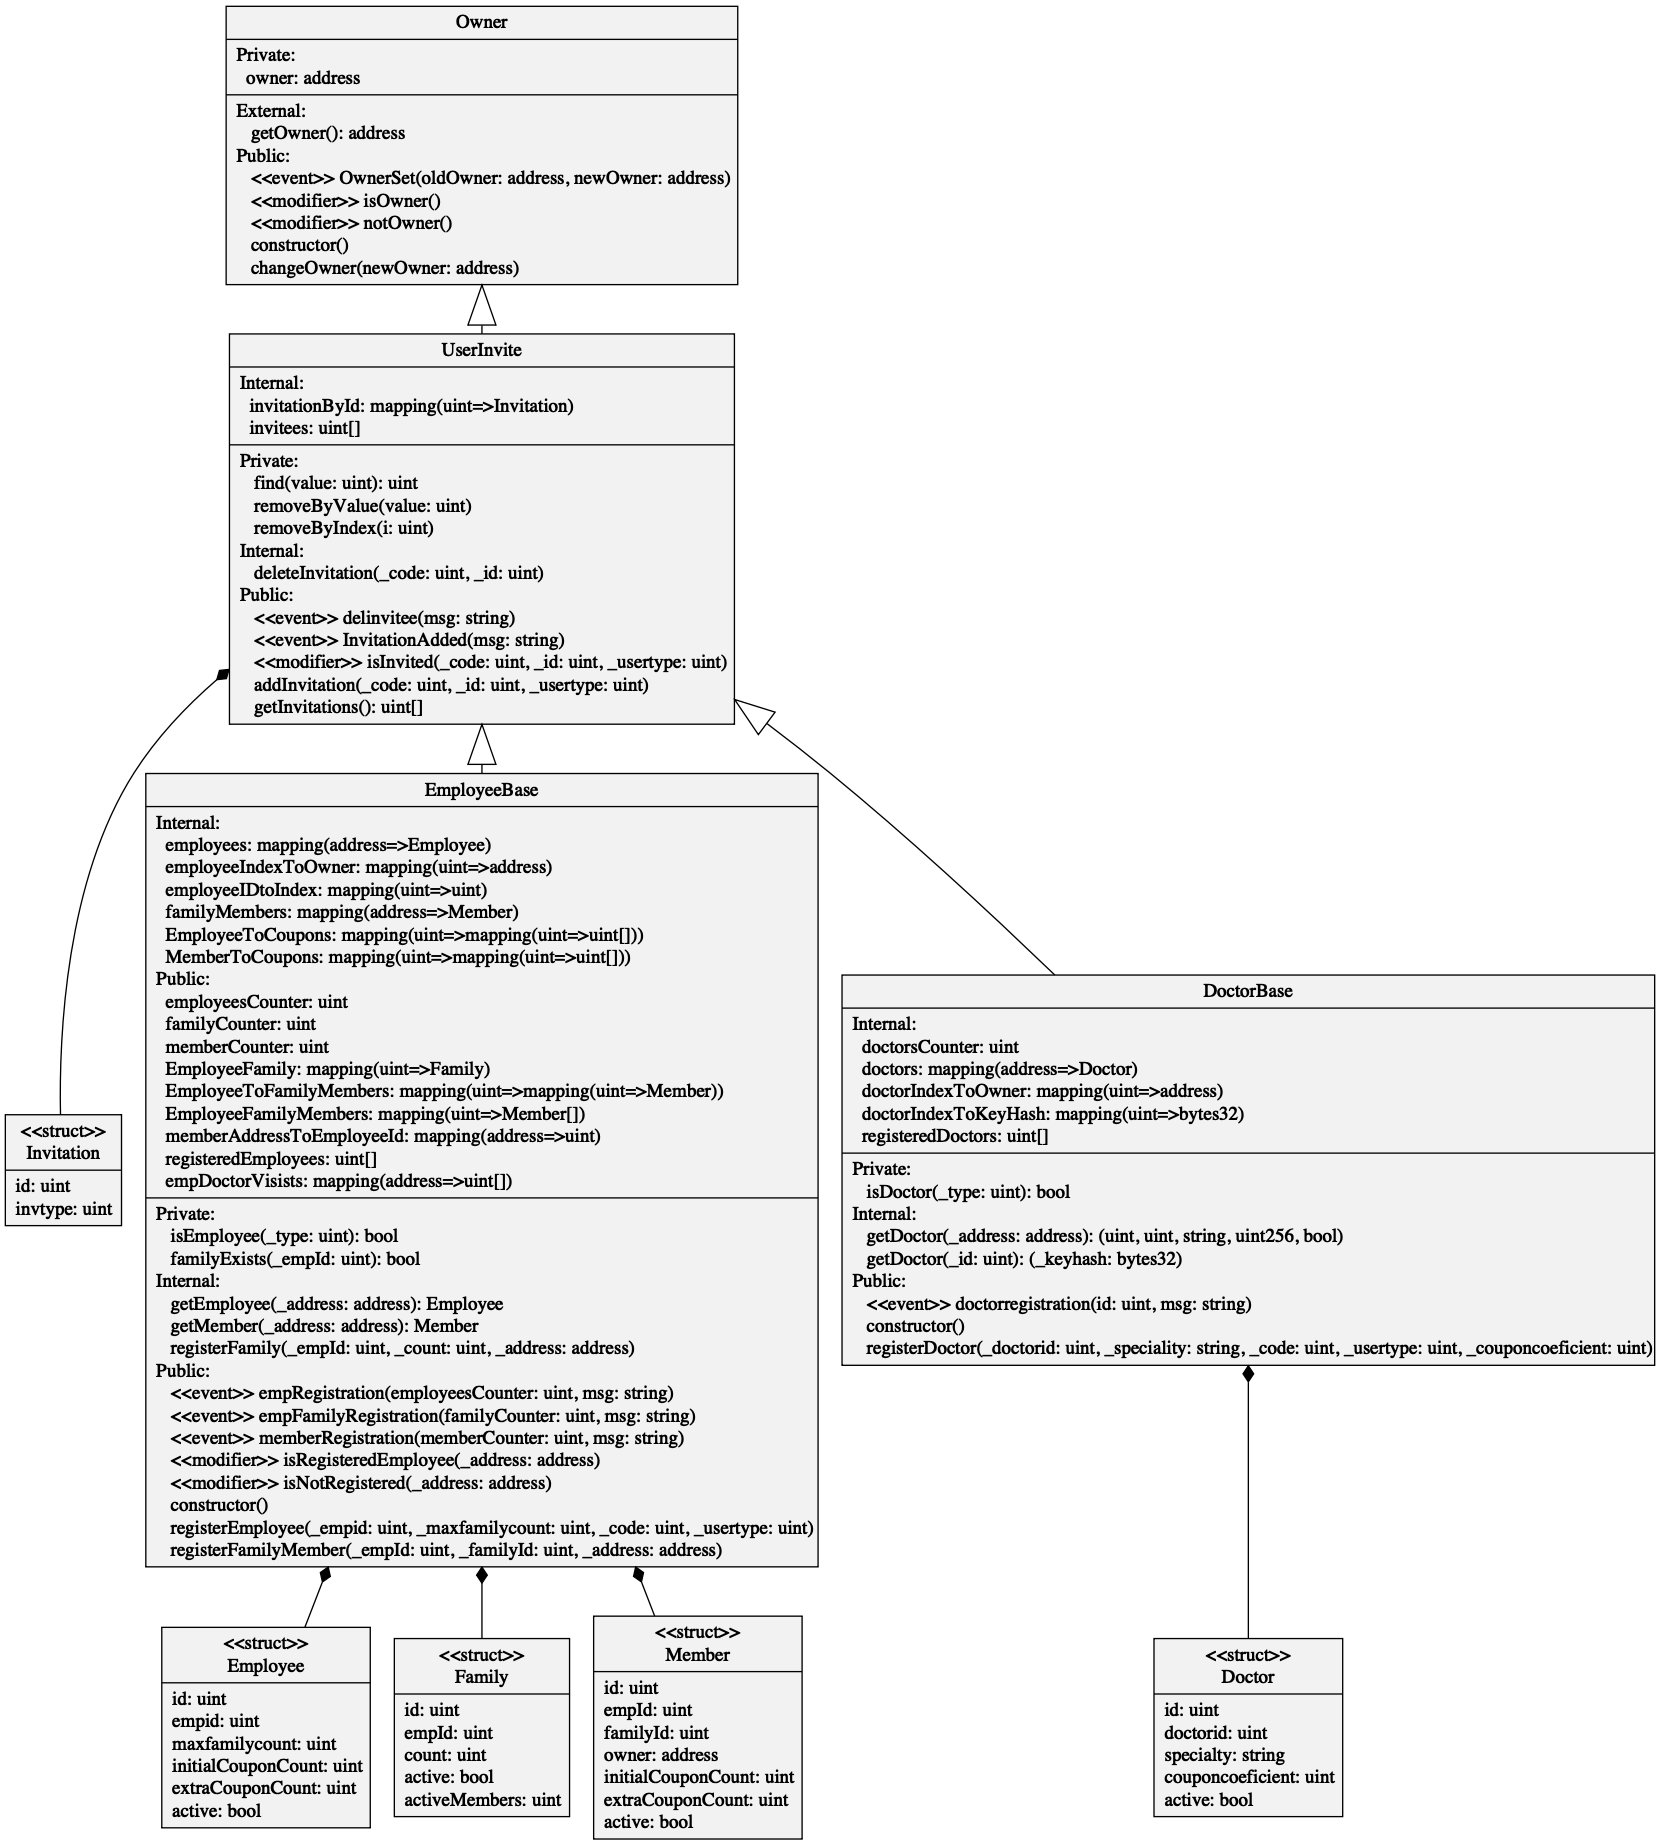 Owner
Private:
owner: address
External:
getOwner(): address
Public:
<<event>> OwnerSet(oldOwner: address, newOwner: address)
<<modifier>> isOwner()
<<modifier>> notOwner()
constructor()
changeOwner(newOwner: address)
UserInvite
Internal:
invitationById: mapping(uint=>Invitation)
invitees: uint[]
Private:
find(value: uint): uint
removeByValue(value: uint)
removeByIndex(i: uint)
Internal:
deleteInvitation(_code: uint, _id: uint)
Public:
<<event>> delinvitee(msg: string)
<<event>> InvitationAdded(msg: string)
<<modifier>> isInvited(_code: uint, _id: uint, _usertype: uint)
addInvitation(_code: uint, _id: uint, _usertype: uint)
getInvitations(): uint[]
<<struct>>
Invitation
id: uint
invtype: uint
EmployeeBase
Internal:
employees: mapping(address=>Employee)
employeeIndexToOwner: mapping(uint=>address)
employeeIDtoIndex: mapping(uint=>uint)
familyMembers: mapping(address=>Member)
EmployeeToCoupons: mapping(uint=>mapping(uint=>uint[]))
MemberToCoupons: mapping(uint=>mapping(uint=>uint[]))
Public:
employeesCounter: uint
familyCounter: uint
memberCounter: uint
EmployeeFamily: mapping(uint=>Family)
EmployeeToFamilyMembers: mapping(uint=>mapping(uint=>Member))
EmployeeFamilyMembers: mapping(uint=>Member[])
memberAddressToEmployeeId: mapping(address=>uint)
registeredEmployees: uint[]
empDoctorVisists: mapping(address=>uint[])
Private:
isEmployee(_type: uint): bool
familyExists(_empId: uint): bool
Internal:
getEmployee(_address: address): Employee
getMember(_address: address): Member
registerFamily(_empId: uint, _count: uint, _address: address)
Public:
<<event>> empRegistration(employeesCounter: uint, msg: string)
<<event>> empFamilyRegistration(familyCounter: uint, msg: string)
<<event>> memberRegistration(memberCounter: uint, msg: string)
<<modifier>> isRegisteredEmployee(_address: address)
<<modifier>> isNotRegistered(_address: address)
constructor()
registerEmployee(_empid: uint, _maxfamilycount: uint, _code: uint, _usertype: uint)
registerFamilyMember(_empId: uint, _familyId: uint, _address: address)
DoctorBase
Internal:
doctorsCounter: uint
doctors: mapping(address=>Doctor)
doctorIndexToOwner: mapping(uint=>address)
doctorIndexToKeyHash: mapping(uint=>bytes32)
registeredDoctors: uint[]
Private:
isDoctor(_type: uint): bool
Internal:
getDoctor(_address: address): (uint, uint, string, uint256, bool)
getDoctor(_id: uint): (_keyhash: bytes32)
Public:
<<event>> doctorregistration(id: uint, msg: string)
constructor()
registerDoctor(_doctorid: uint, _speciality: string, _code: uint, _usertype: uint, _couponcoeficient: uint)
<<struct>>
Employee
id: uint
empid: uint
maxfamilycount: uint
initialCouponCount: uint
extraCouponCount: uint
active: bool
<<struct>>
Family
id: uint
empId: uint
count: uint
active: bool
activeMembers: uint
<<struct>>
Member
id: uint
empId: uint
familyId: uint
owner: address
initialCouponCount: uint
extraCouponCount: uint
active: bool
<<struct>>
Doctor
id: uint
doctorid: uint
specialty: string
couponcoeficient: uint
active: bool